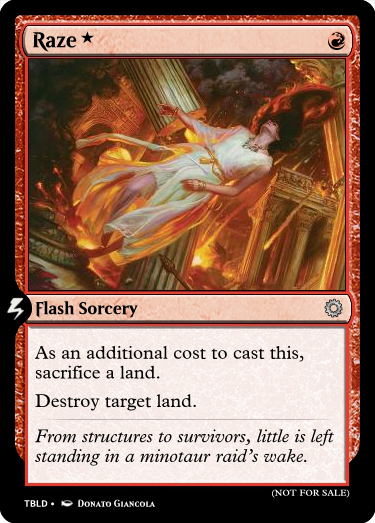 Raze ★
Flash Sorcery
As an additional cost to cast this,
sacrifice a land.
Destroy target land.
From structures to survivors, little is left
standing in a minotaur raid's wake.
(NOT FOR SALE)
TBLD • Donato Giancola